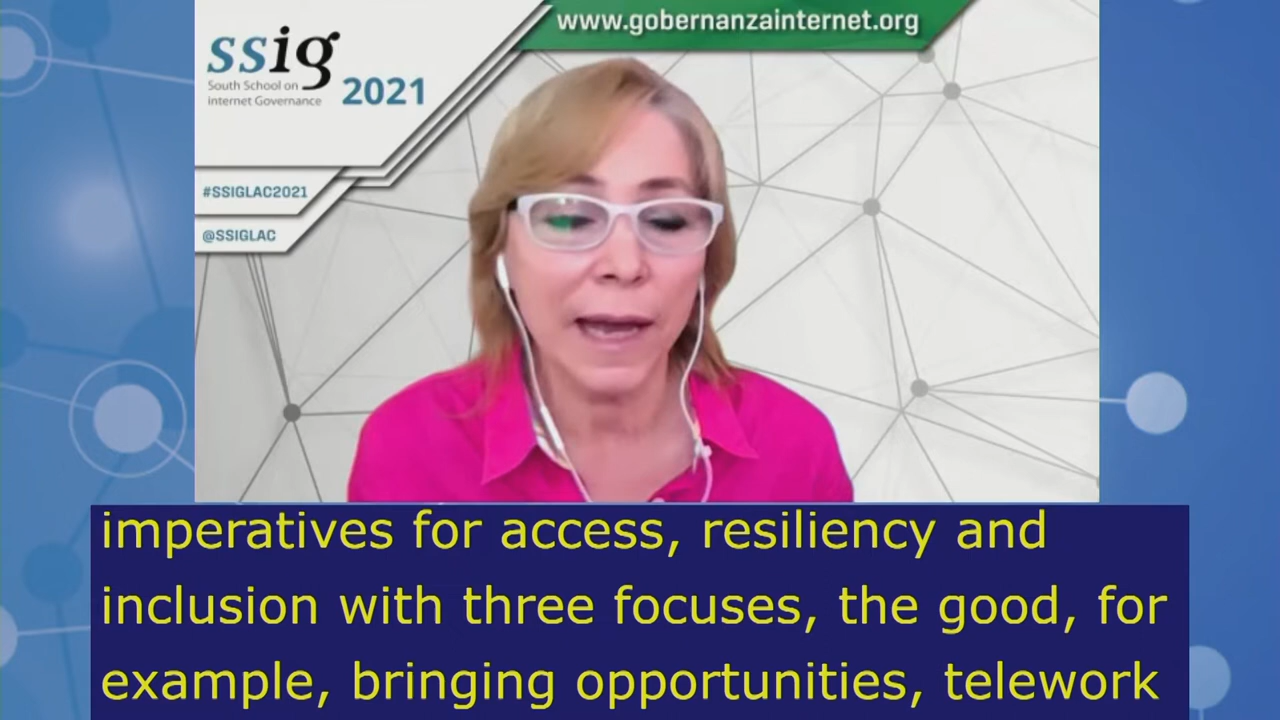 www.gobernanzainternet.org
ssig
South School on
Internet Governance
2021
#SSIGLAC2021
@SSIGLAC
imperatives for access, resiliency and
inclusion with three focuses, the good, for
example, bringing opportunities, telework